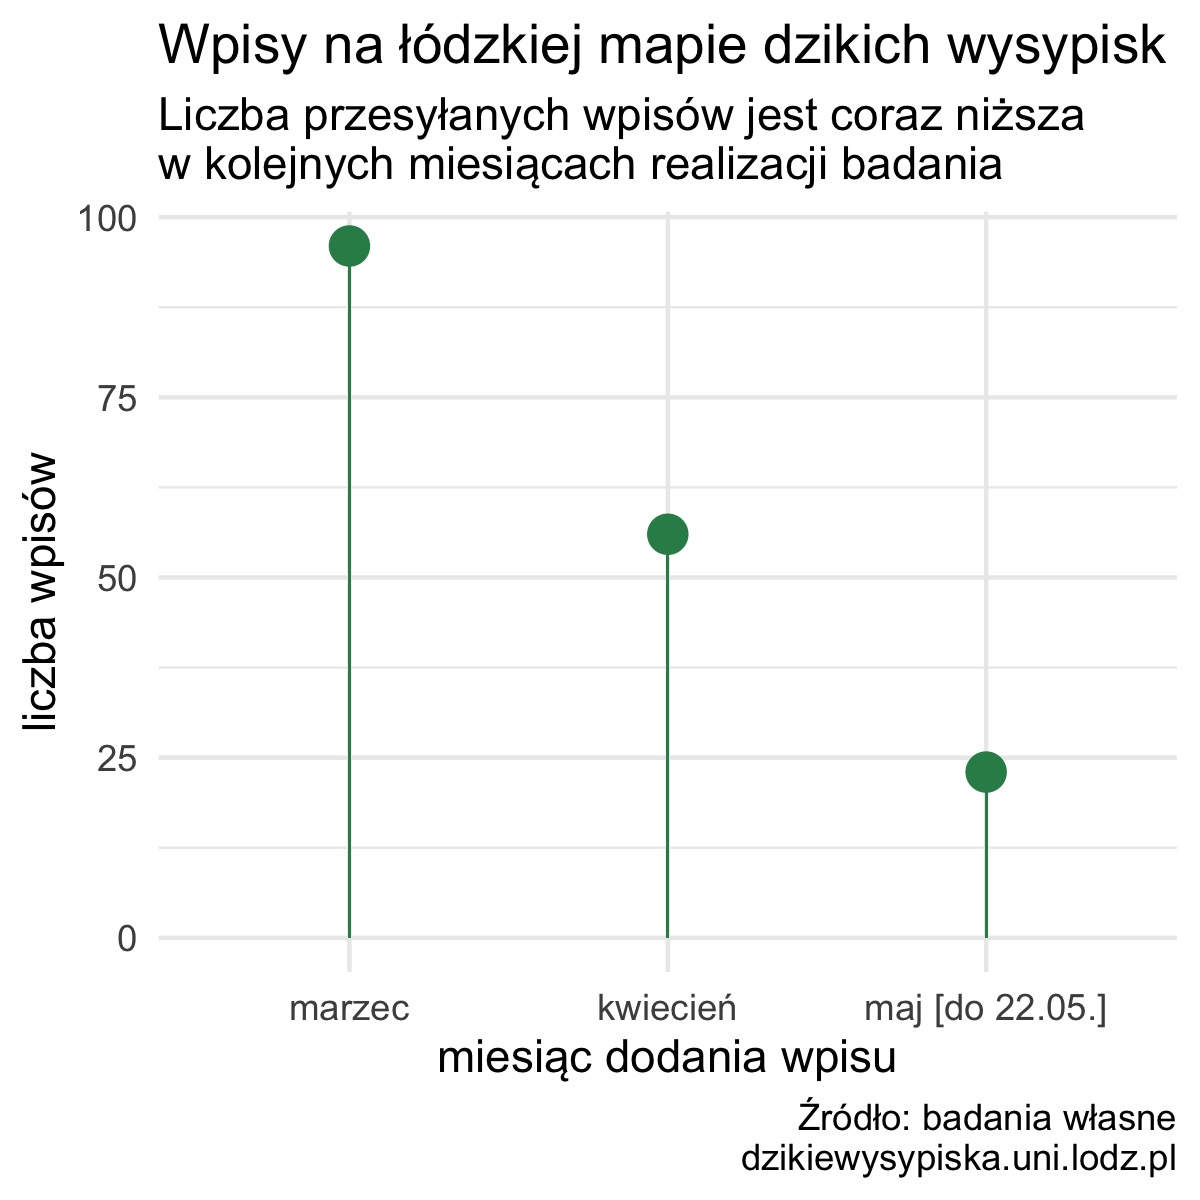 Wpisy na łódzkiej mapie dzikich wysypisk
Liczba przesyłanych wpisów jest coraz niższa
w kolejnych miesiącach realizacji badania
liczba wpisów
100
75
50
25
0
marzec
kwiecień
maj [do 22.05.]
miesiąc dodania wpisu
Źródło: badania własne
dzikiewysypiska.uni.lodz.pl